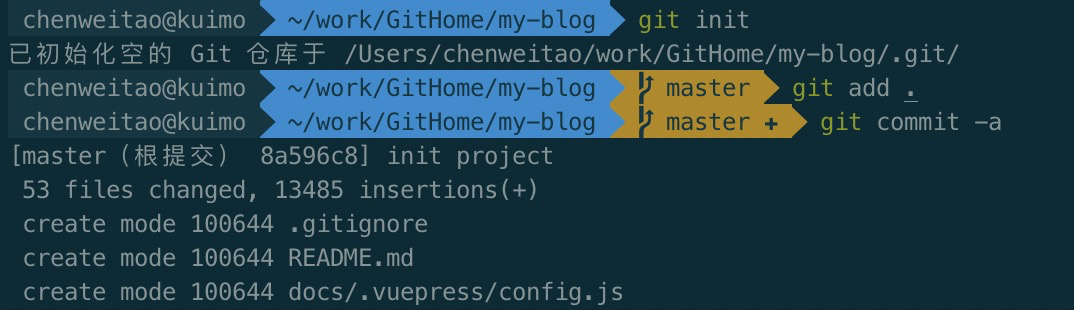 chenweitao@kuimo ~/work/GitHome/my-blog git init
已初始化空的 Git 仓库于 /Users/chenweitao/work/GitHome/my-blog/.git/
chenweitao@kuimo ~/work/GitHome/my-blog master git add .
chenweitao@kuimo ~/work/GitHome/my-blog master + git commit -a
[master（根提交） 8a596c8] init project
53 files changed, 13485 insertions(+)
create mode 100644 .gitignore
create mode 100644 README.md
create mode 100644 docs/.vuepress/config.js